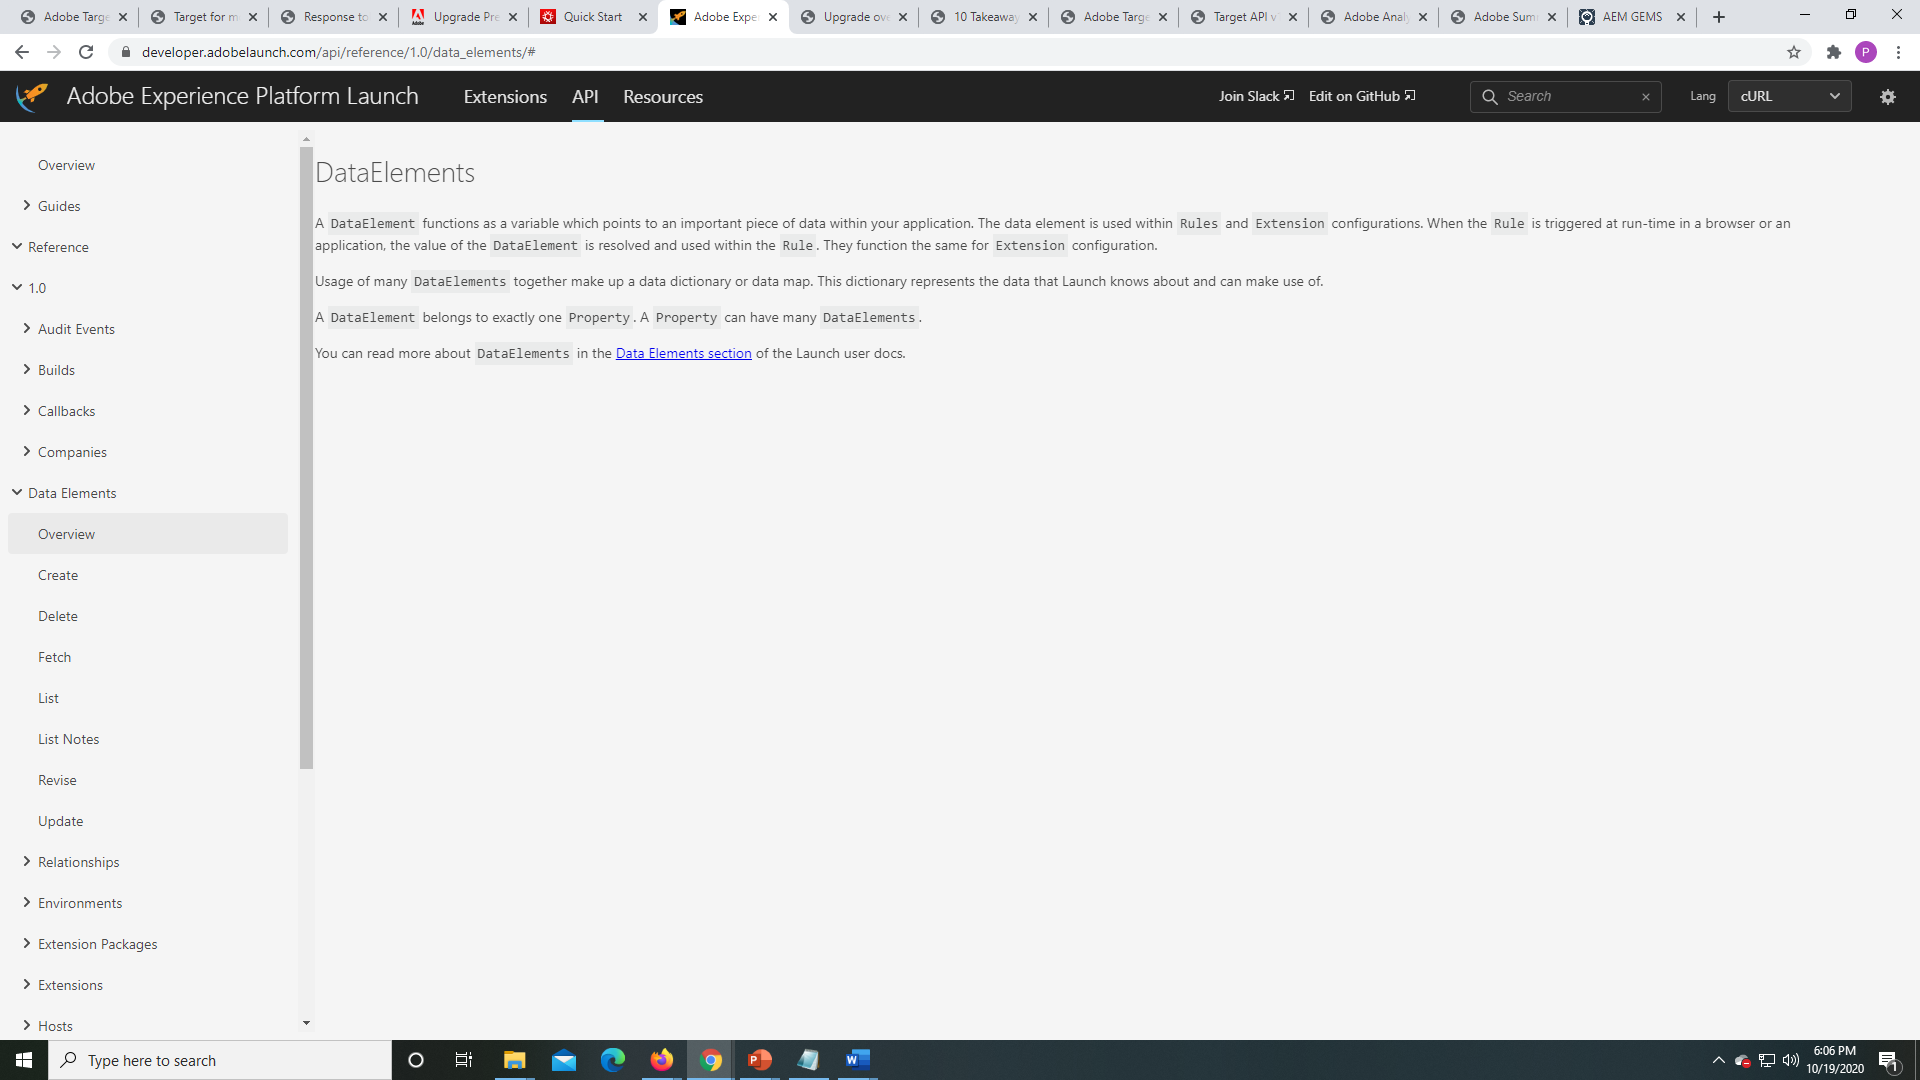 Adobe Targe
Target for m
Response to
Upgrade Pre
Quick Start
Adobe Expe
Upgrade ove
10 Takeaway
Adobe Targe
Target API v
Adobe Analy
Adobe Sum
AEM GEMS
developer.adobelaunch.com/api/reference/1.0/data_elements/#
P
Adobe Experience Platform Launch
Extensions
API
Resources
Join Slack
Edit on GitHub
Search
Lang
cURL
Overview
Guides
Reference
1.0
Audit Events
Builds
Callbacks
Companies
Data Elements
Overview
Create
Delete
Fetch
List
List Notes
Revise
Update
Relationships
Environments
Extension Packages
Extensions
Hosts
DataElements
A DataElement functions as a variable which points to an important piece of data within your application. The data element is used within Rules and Extension configurations. When the Rule is triggered at run-time in a browser or an
application, the value of the DataElement is resolved and used within the Rule. They function the same for Extension configuration.
Usage of many DataElements together make up a data dictionary or data map. This dictionary represents the data that Launch knows about and can make use of.
A DataElement belongs to exactly one Property. A Property can have many DataElements.
You can read more about DataElements in the Data Elements section of the Launch user docs.
Type here to search
6:06 PM
10/19/2020
1